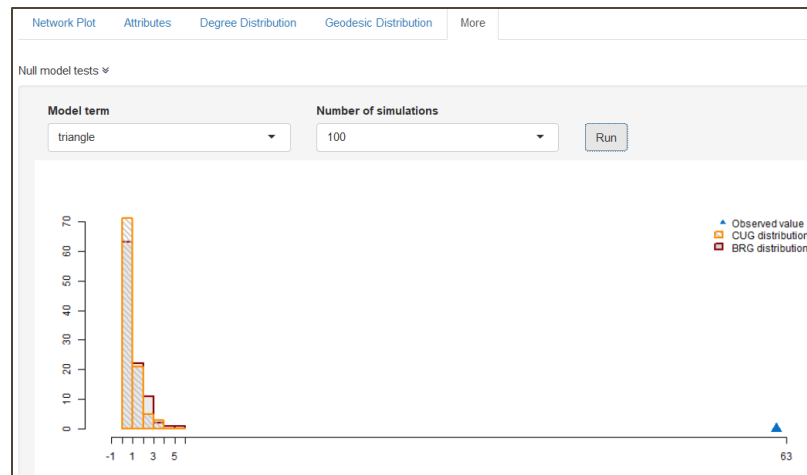 Network Plot Attributes Degree Distribution Geodesic Distribution More
Null model tests
Model term Number of simulations
triangle 100 Run
Observed value
CUG distribution
BRG distribution
70
60
50
40
30
20
10
0
-1 1 3 5 63